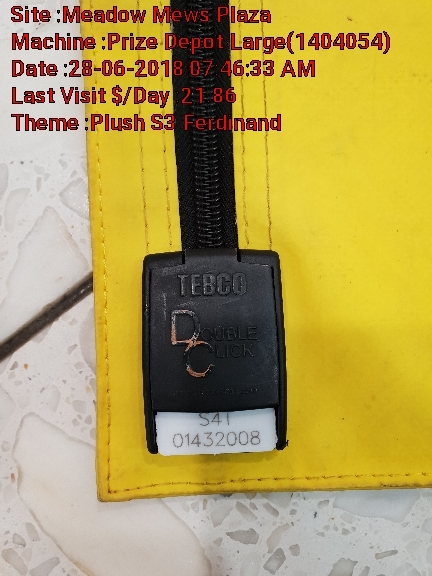 Site :Meadow Mews Plaza
Machine :Prize Depot Large(1404054)
Date :28-06-2018 07 46:33 AM
Last Visit $/Day 21 86
Theme :Plush S3 Ferdinand
TEBCO
DOUBLE
CLICK
S41
01432008